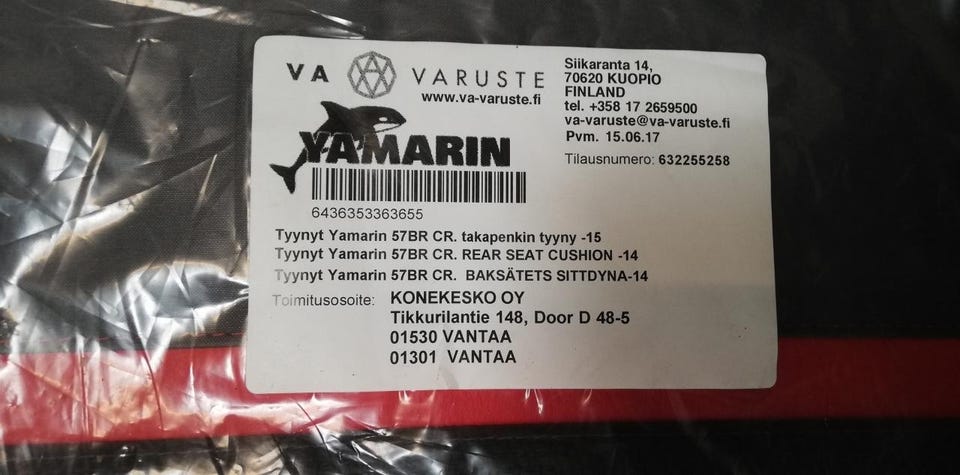 VA VARUSTE
www.va-varuste.fi
Siikaranta 14,
70620 KUOPIO
FINLAND
tel. +358 17 2659500
va-varuste@va-varuste.fi
Pvm. 15.06.17
Tilausnumero: 632255258
YAMARIN
6436353363655
Tyynyt Yamarin 57BR CR. takapenkin tyyny -15
Tyynyt Yamarin 57BR CR. REAR SEAT CUSHION -14
Tyynyt Yamarin 57BR CR. BAKSÄTETS SITTDYNA-14
Toimitusosoite: KONEKESKO OY
Tikkurilantie 148, Door D 48-5
01530 VANTAA
01301 VANTAA